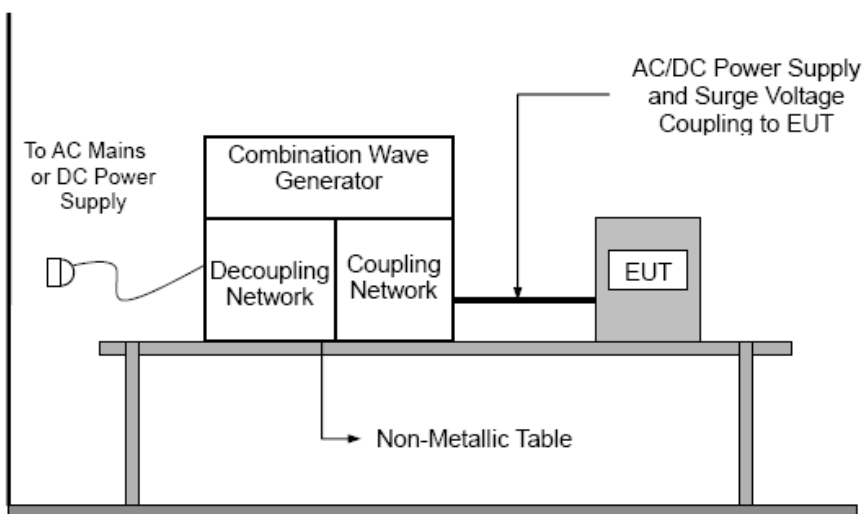 AC/DC Power Supply
and Surge Voltage
Coupling to EUT
To AC Mains
or DC Power
Supply
Combination Wave
Generator
Decoupling
Network
Coupling
Network
EUT
Non-Metallic Table